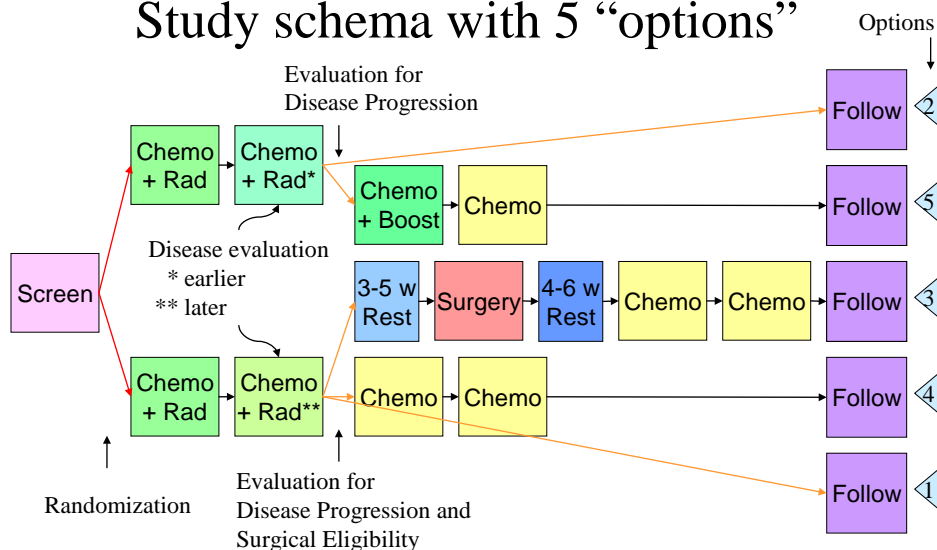 Study schema with 5 “options”
Options
Evaluation for
Disease Progression
Follow
2
Chemo
+ Rad
Chemo
+ Rad*
Chemo
+ Boost
Chemo
Follow
5
Disease evaluation
* earlier
** later
Screen
3-5 w
Rest
Surgery
4-6 w
Rest
Chemo
Chemo
Follow
3
Chemo
+ Rad
Chemo
+ Rad**
Chemo
Chemo
Follow
4
Randomization
Evaluation for
Disease Progression and
Surgical Eligibility
Follow
1